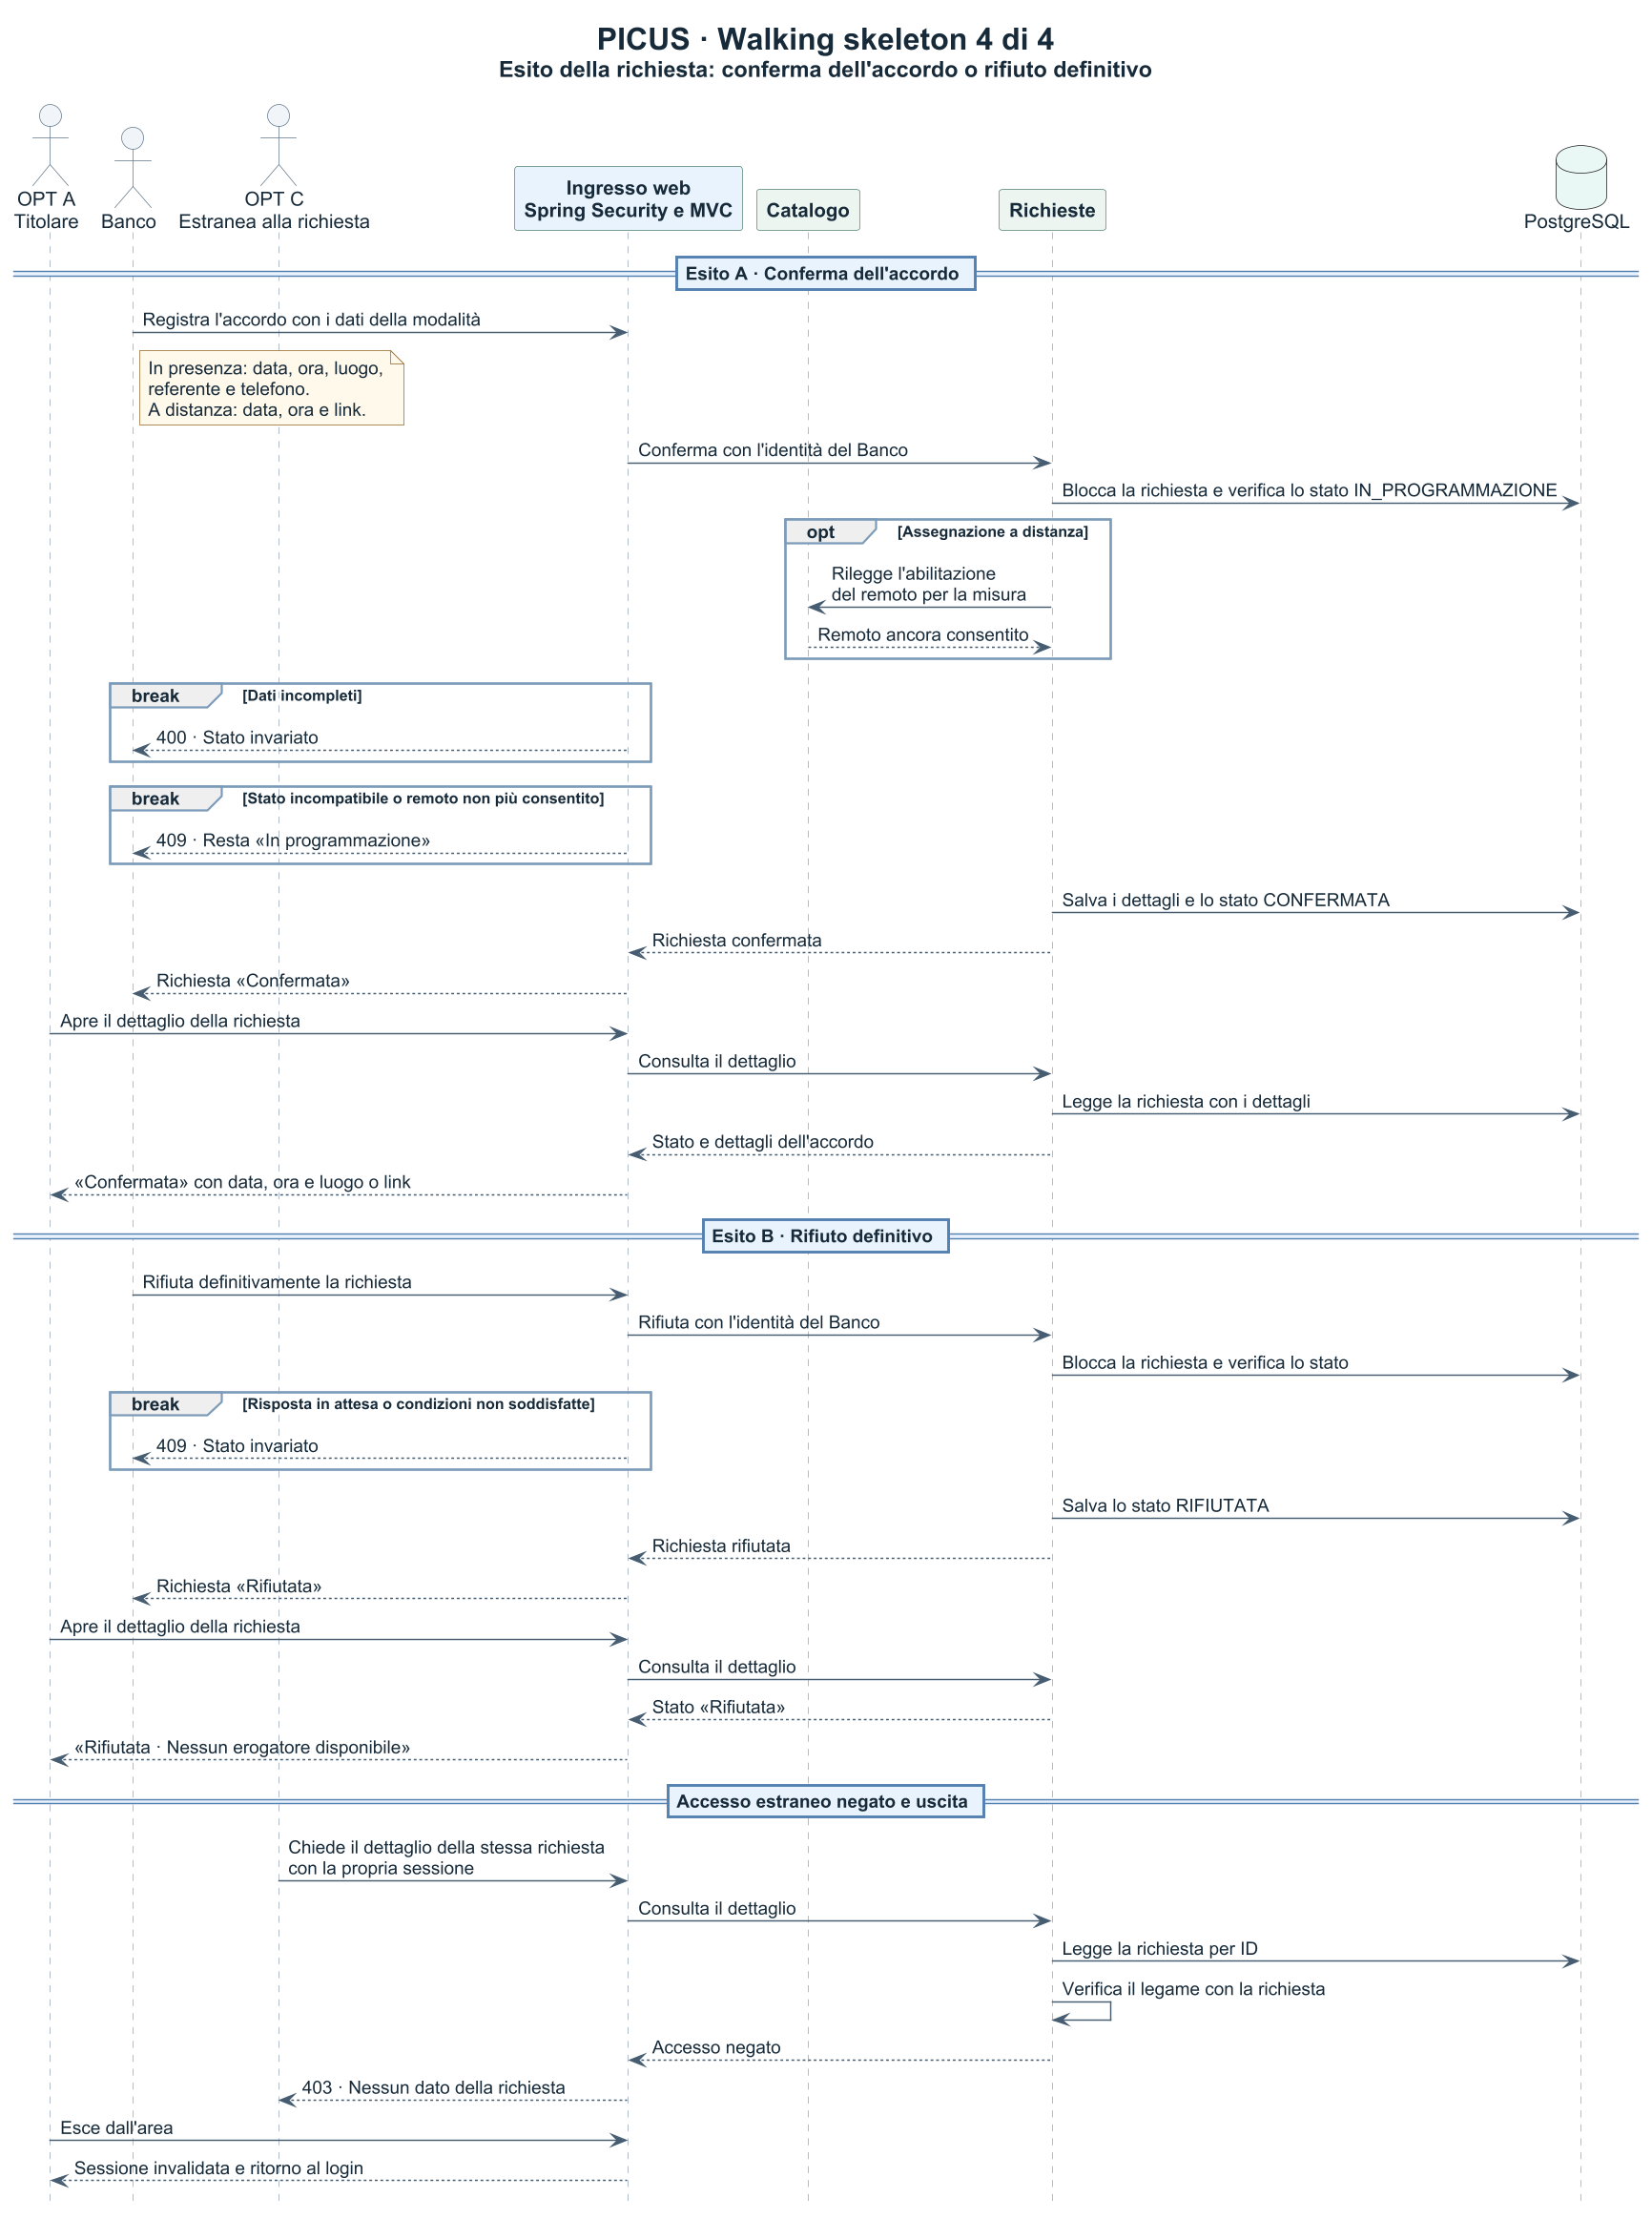 PICUS · Walking skeleton 4 di 4
Esito della richiesta: conferma dell'accordo o rifiuto definitivo
OPT A
Titolare
Banco
OPT C
Estranea alla richiesta
Ingresso web
Spring Security e MVC
Catalogo
Richieste
PostgreSQL
Esito A · Conferma dell'accordo
Registra l'accordo con i dati della modalità
In presenza: data, ora, luogo,
referente e telefono.
A distanza: data, ora e link.
Conferma con l'identità del Banco
Blocca la richiesta e verifica lo stato IN_PROGRAMMAZIONE
opt
[Assegnazione a distanza]
Rilegge l'abilitazione
del remoto per la misura
Remoto ancora consentito
break
[Dati incompleti]
400 · Stato invariato
break
[Stato incompatibile o remoto non più consentito]
409 · Resta «In programmazione»
Salva i dettagli e lo stato CONFERMATA
Richiesta confermata
Richiesta «Confermata»
Apre il dettaglio della richiesta
Consulta il dettaglio
Legge la richiesta con i dettagli
Stato e dettagli dell'accordo
«Confermata» con data, ora e luogo o link
Esito B · Rifiuto definitivo
Rifiuta definitivamente la richiesta
Rifiuta con l'identità del Banco
Blocca la richiesta e verifica lo stato
break
[Risposta in attesa o condizioni non soddisfatte]
409 · Stato invariato
Salva lo stato RIFIUTATA
Richiesta rifiutata
Richiesta «Rifiutata»
Apre il dettaglio della richiesta
Consulta il dettaglio
Stato «Rifiutata»
«Rifiutata · Nessun erogatore disponibile»
Accesso estraneo negato e uscita
Chiede il dettaglio della stessa richiesta
con la propria sessione
Consulta il dettaglio
Legge la richiesta per ID
Verifica il legame con la richiesta
Accesso negato
403 · Nessun dato della richiesta
Esce dall'area
Sessione invalidata e ritorno al login